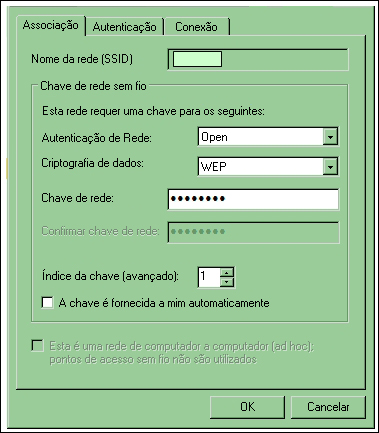 Associação Autenticação Conexão
Nome da rede (SSID)
Chave de rede sem fio
Esta rede requer uma chave para os seguintes:
Autenticação de Rede: Open
Criptografia de dados: WEP
Chave de rede: ●●●●●●●●
Confirmar chave de rede: ●●●●●●●●
Índice da chave (avançado): 1
A chave é fornecida a mim automaticamente
Esta é uma rede de computador a computador (ad hoc);
pontos de acesso sem fio não são utilizados
OK Cancelar